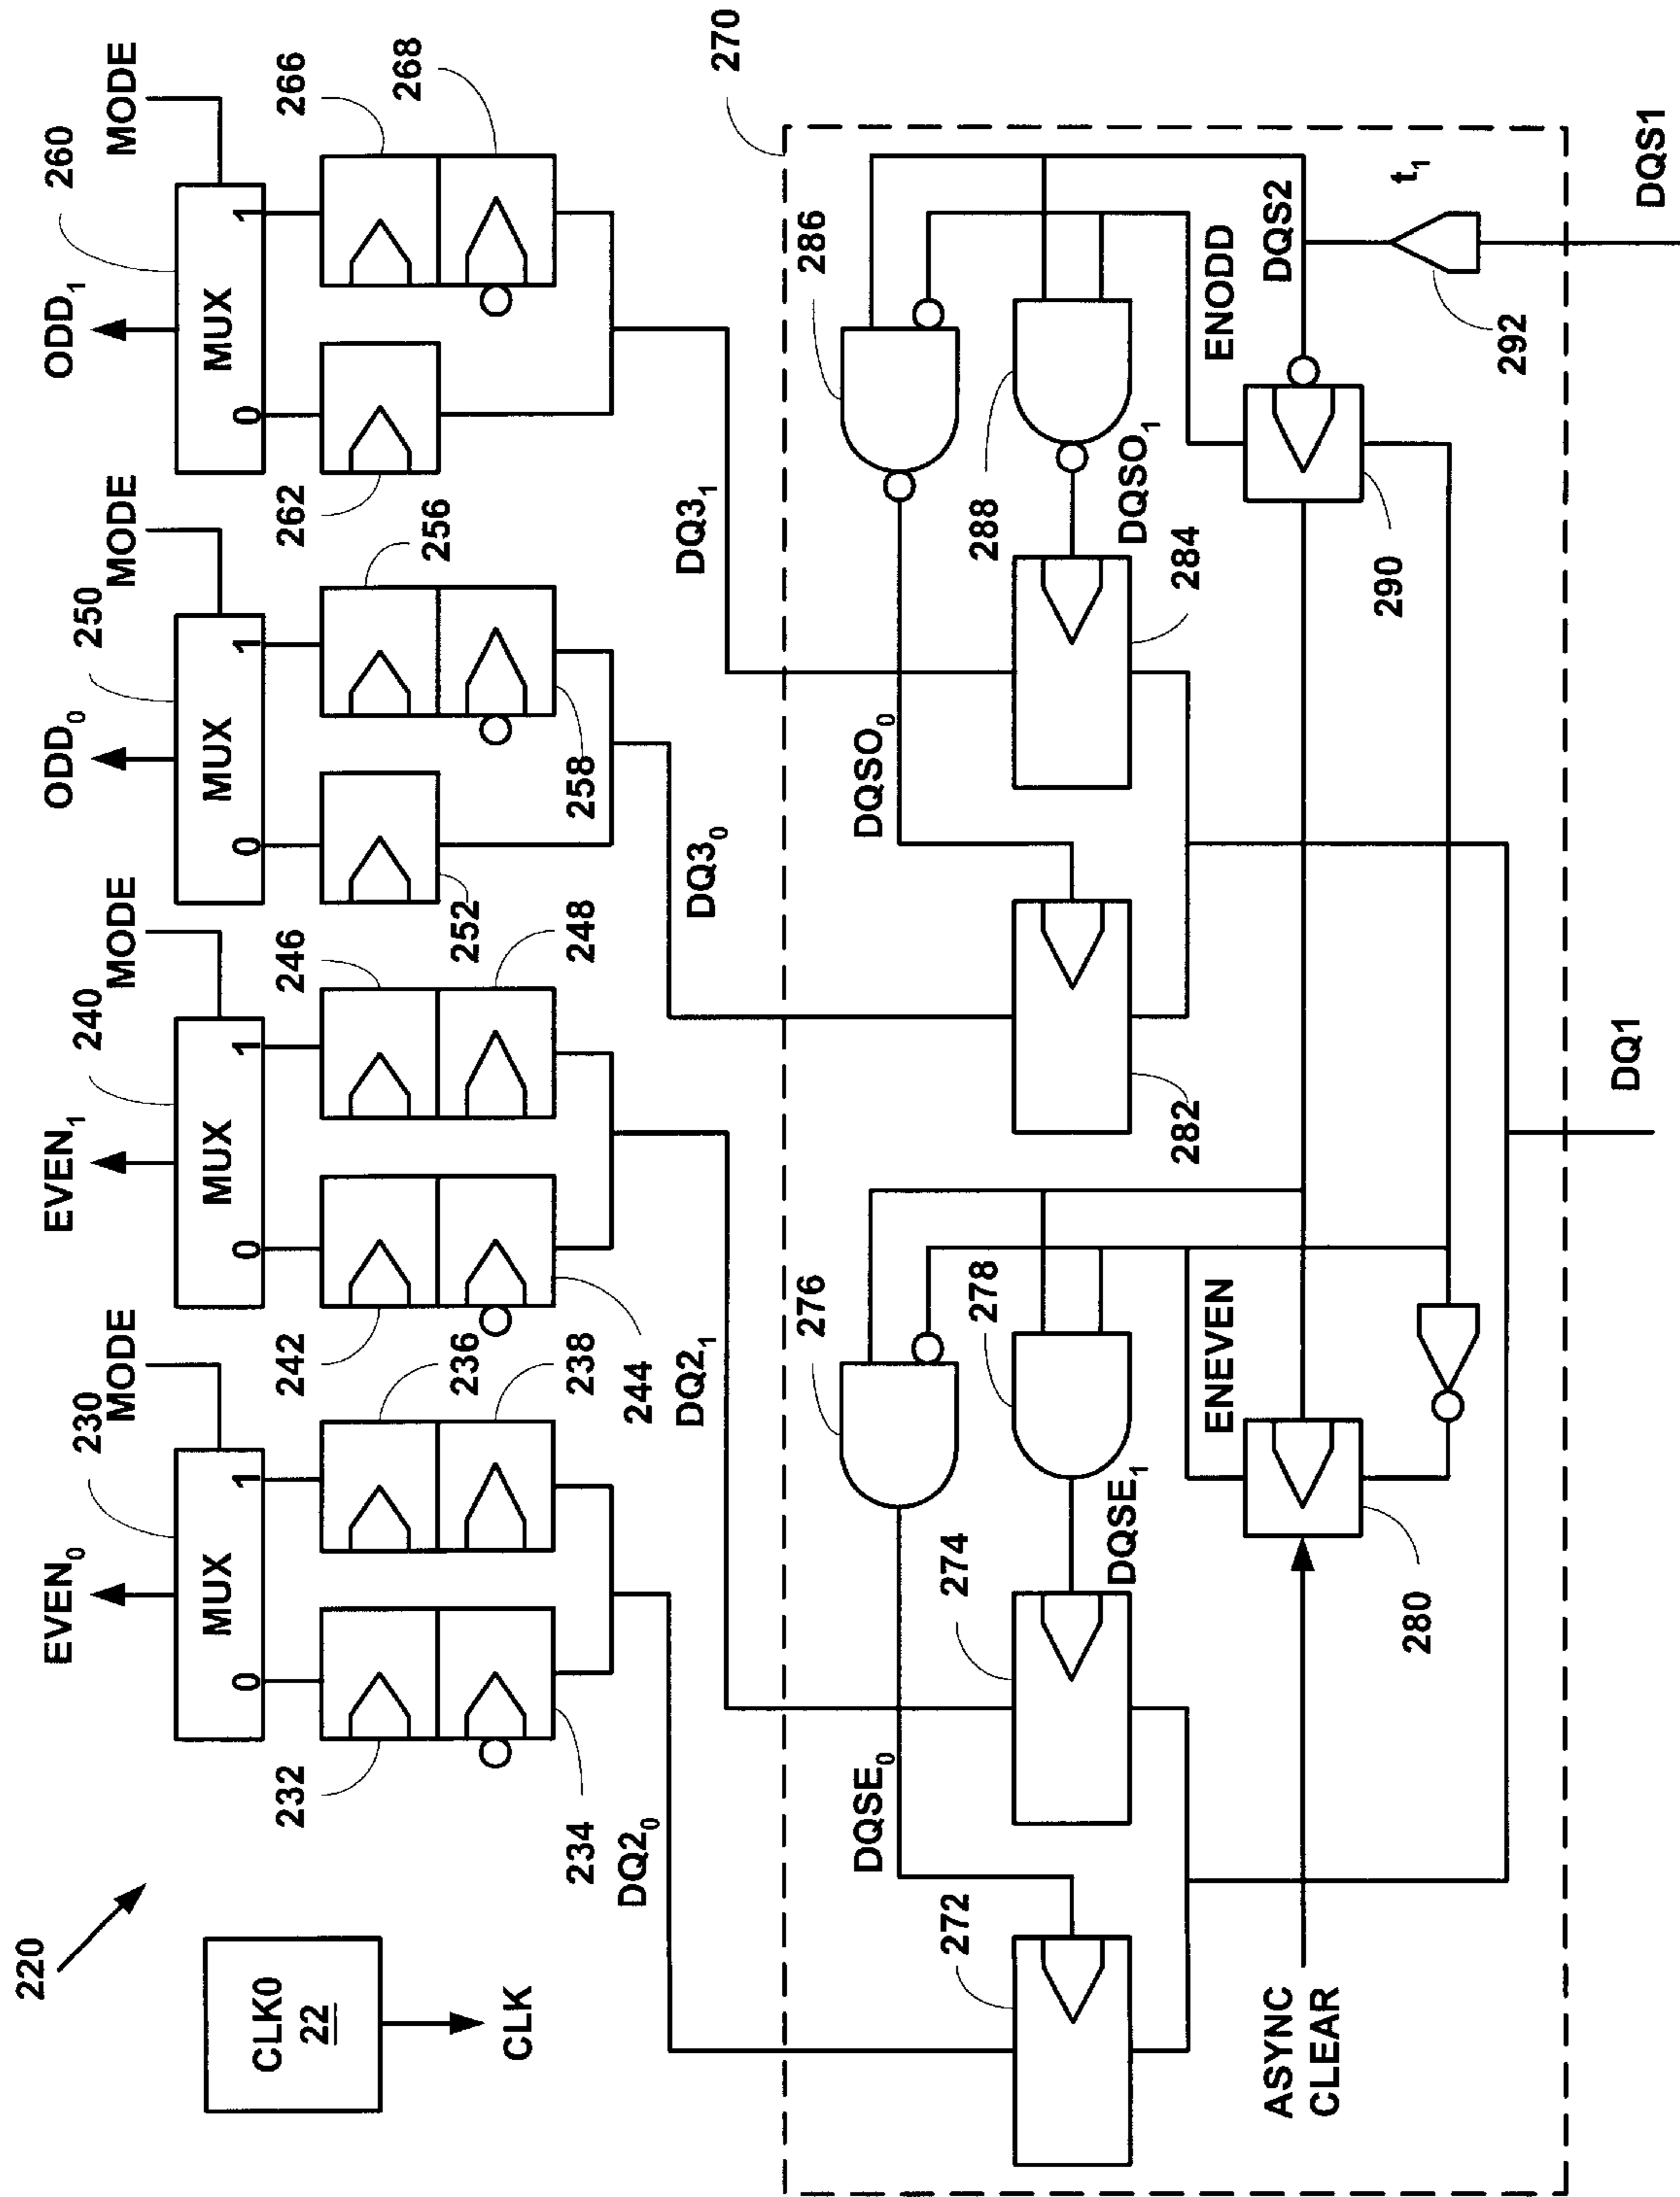 220
CLK0
22
CLK
EVEN0
230
MODE
MUX
0 1
232
236
238
234
DQ20
EVEN1
240
MODE
MUX
0 1
242
246
248
244
DQ21
ODD0
250
MODE
MUX
0 1
252
256
258
DQ30
ODD1
260
MODE
MUX
0 1
262
266
268
DQ31
270
276
278
DQSE0
DQSE1
272
274
ENEVEN
280
ASYNC
CLEAR
286
288
DQSO0
DQSO1
282
284
ENODD
DQS2
290
292
t1
DQ1
DQS1